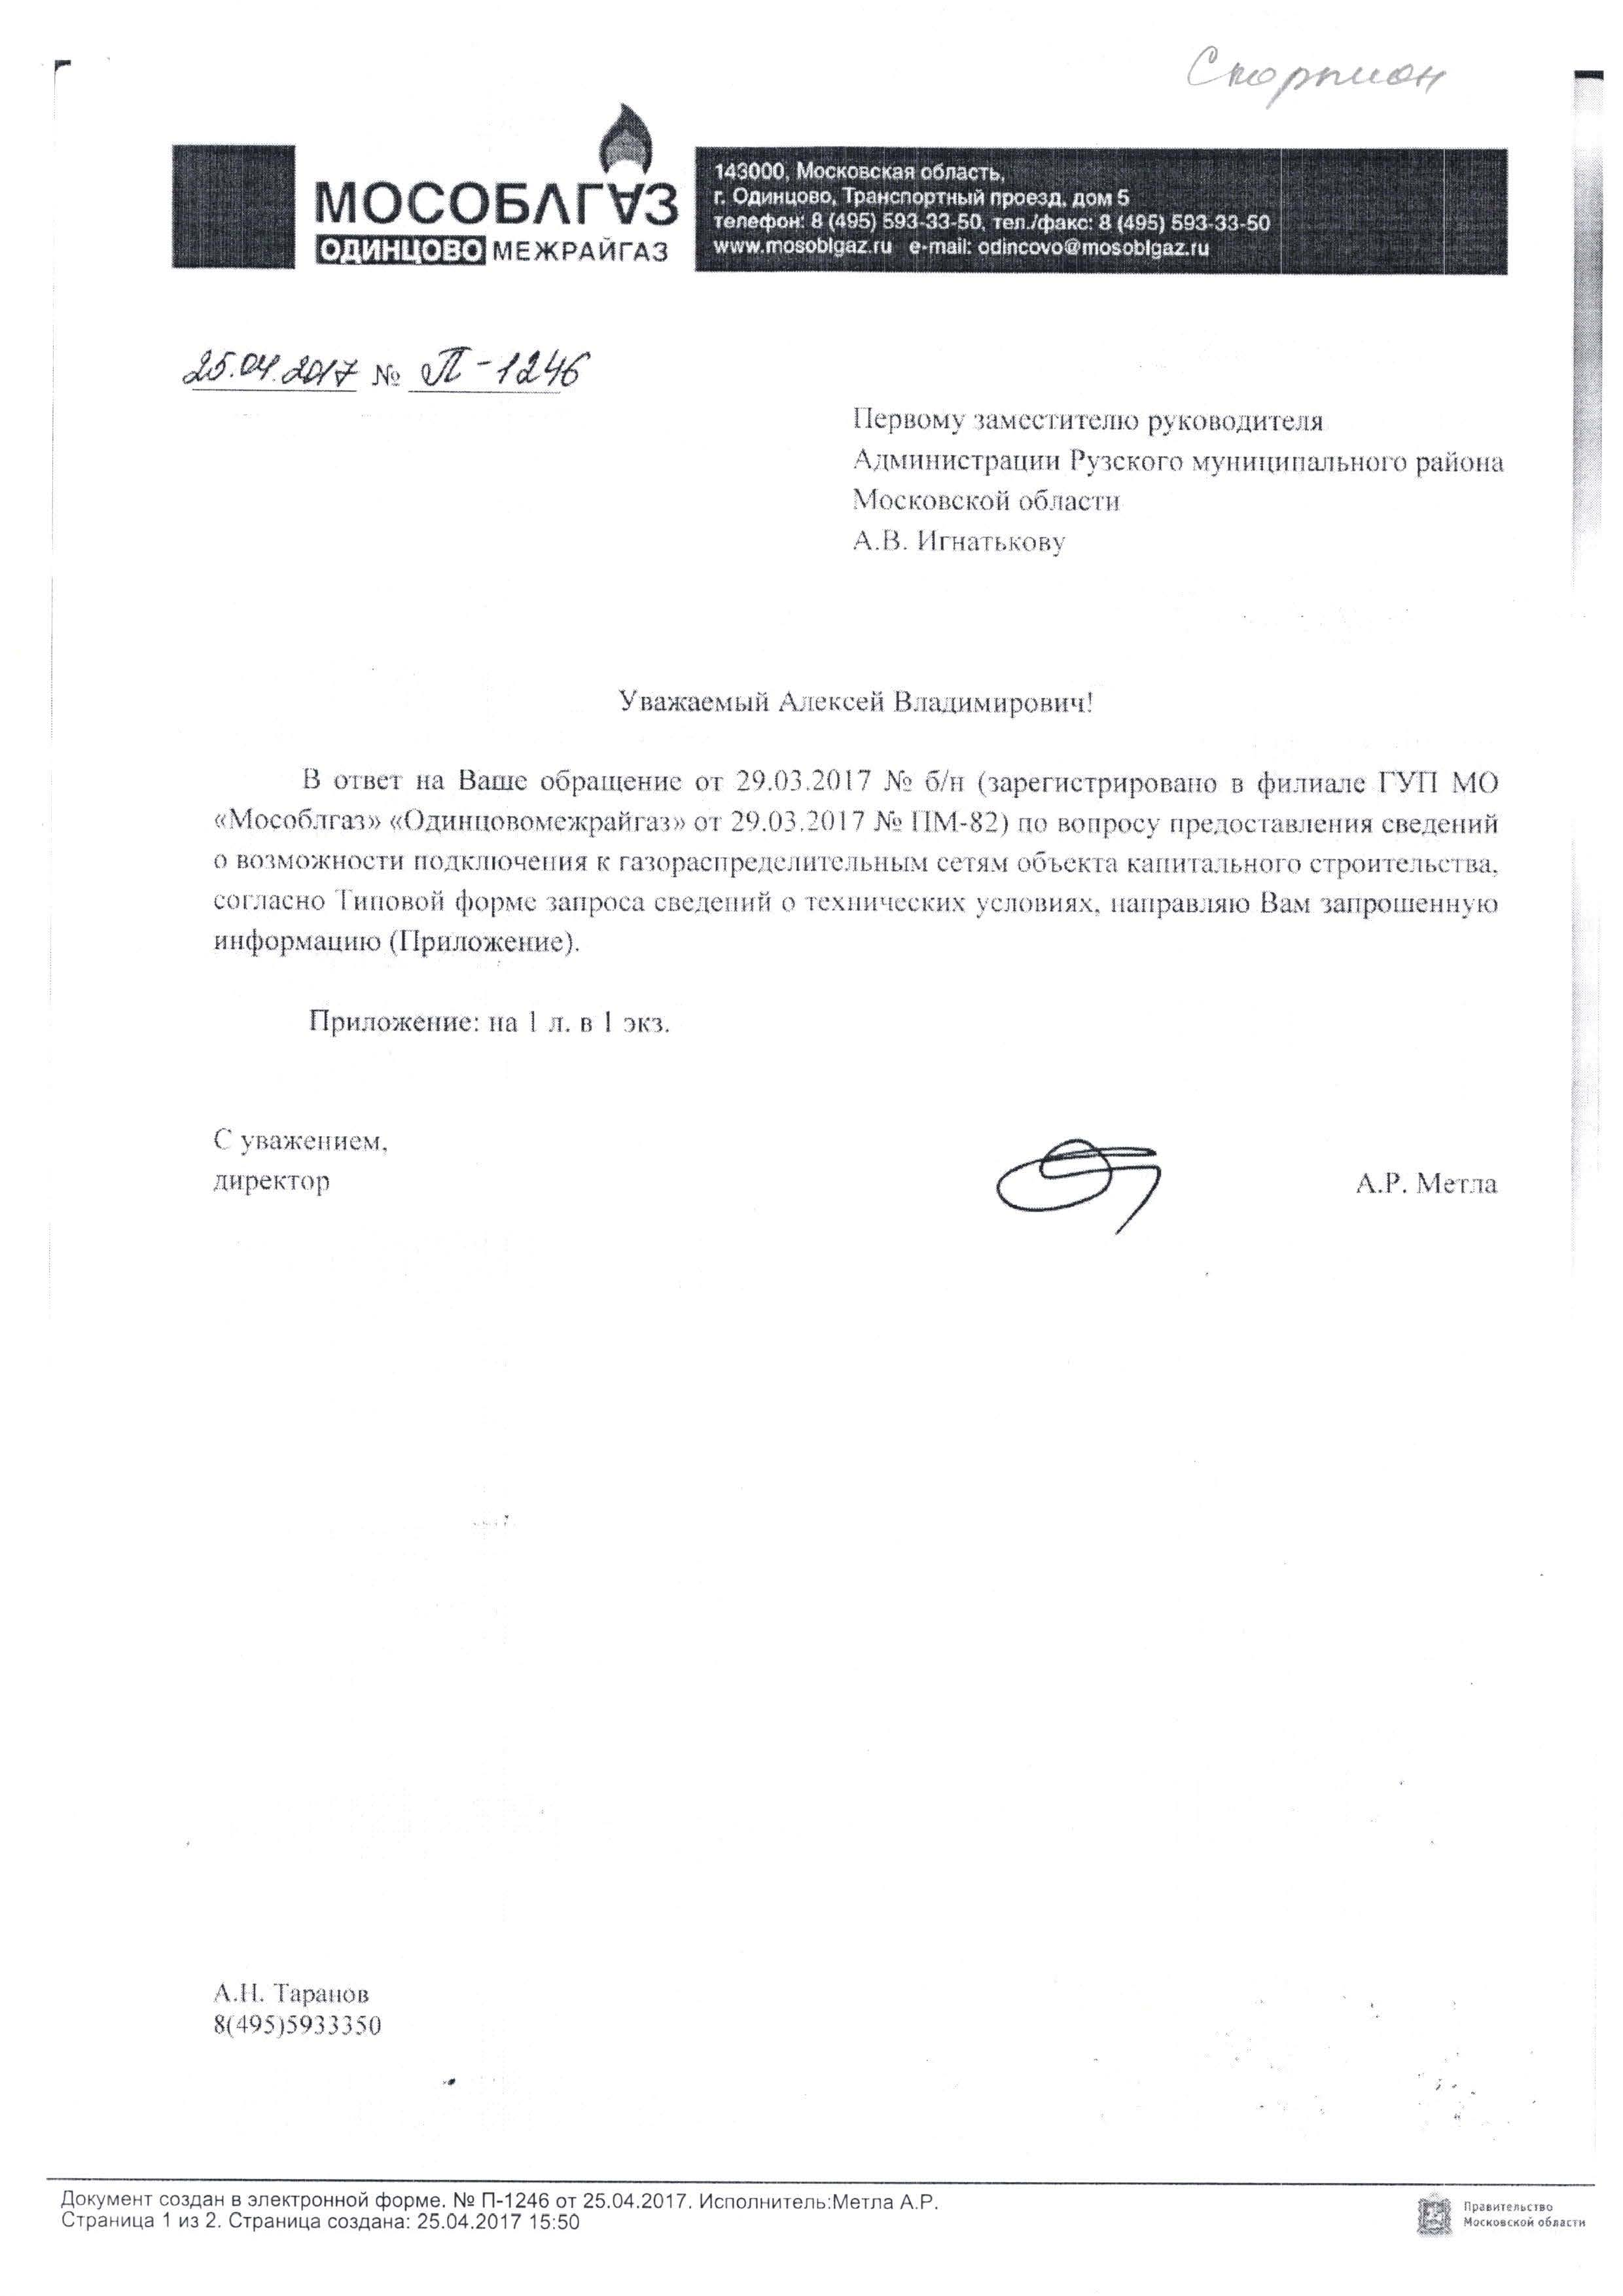 Скорпион
МОСОБЛГАЗ
ОДИНЦОВО МЕЖРАЙГАЗ
143000, Московская область,
г. Одинцово, Транспортный проезд, дом 5
телефон: 8 (495) 593-33-50, тел./факс: 8 (495) 593-33-50
www.mosoblgaz.ru e-mail: odincovo@mosoblgaz.ru
25.04.2017 № П-1246
Первому заместителю руководителя
Администрации Рузского муниципального района
Московской области
А.В. Игнатькову
Уважаемый Алексей Владимирович!
В ответ на Ваше обращение от 29.03.2017 № б/н (зарегистрировано в филиале ГУП МО
«Мособлгаз» «Одинцовомежрайгаз» от 29.03.2017 № ПМ-82) по вопросу предоставления сведений
о возможности подключения к газораспределительным сетям объекта капитального строительства,
согласно Типовой форме запроса сведений о технических условиях, направляю Вам запрошенную
информацию (Приложение).
Приложение: на 1 л. в 1 экз.
С уважением,
директор
А.Р. Метла
А.Н. Таранов
8(495)5933350
Документ создан в электронной форме. № П-1246 от 25.04.2017. Исполнитель:Метла А.Р.
Страница 1 из 2. Страница создана: 25.04.2017 15:50
Правительство
Московской области